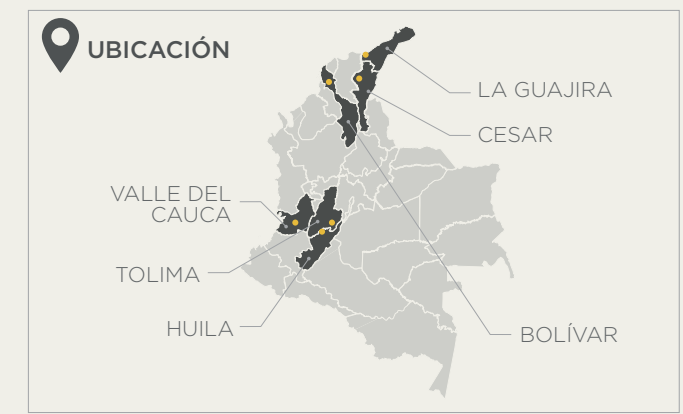 UBICACIÓN
LA GUAJIRA
CESAR
VALLE DEL
CAUCA
TOLIMA
HUILA
BOLÍVAR